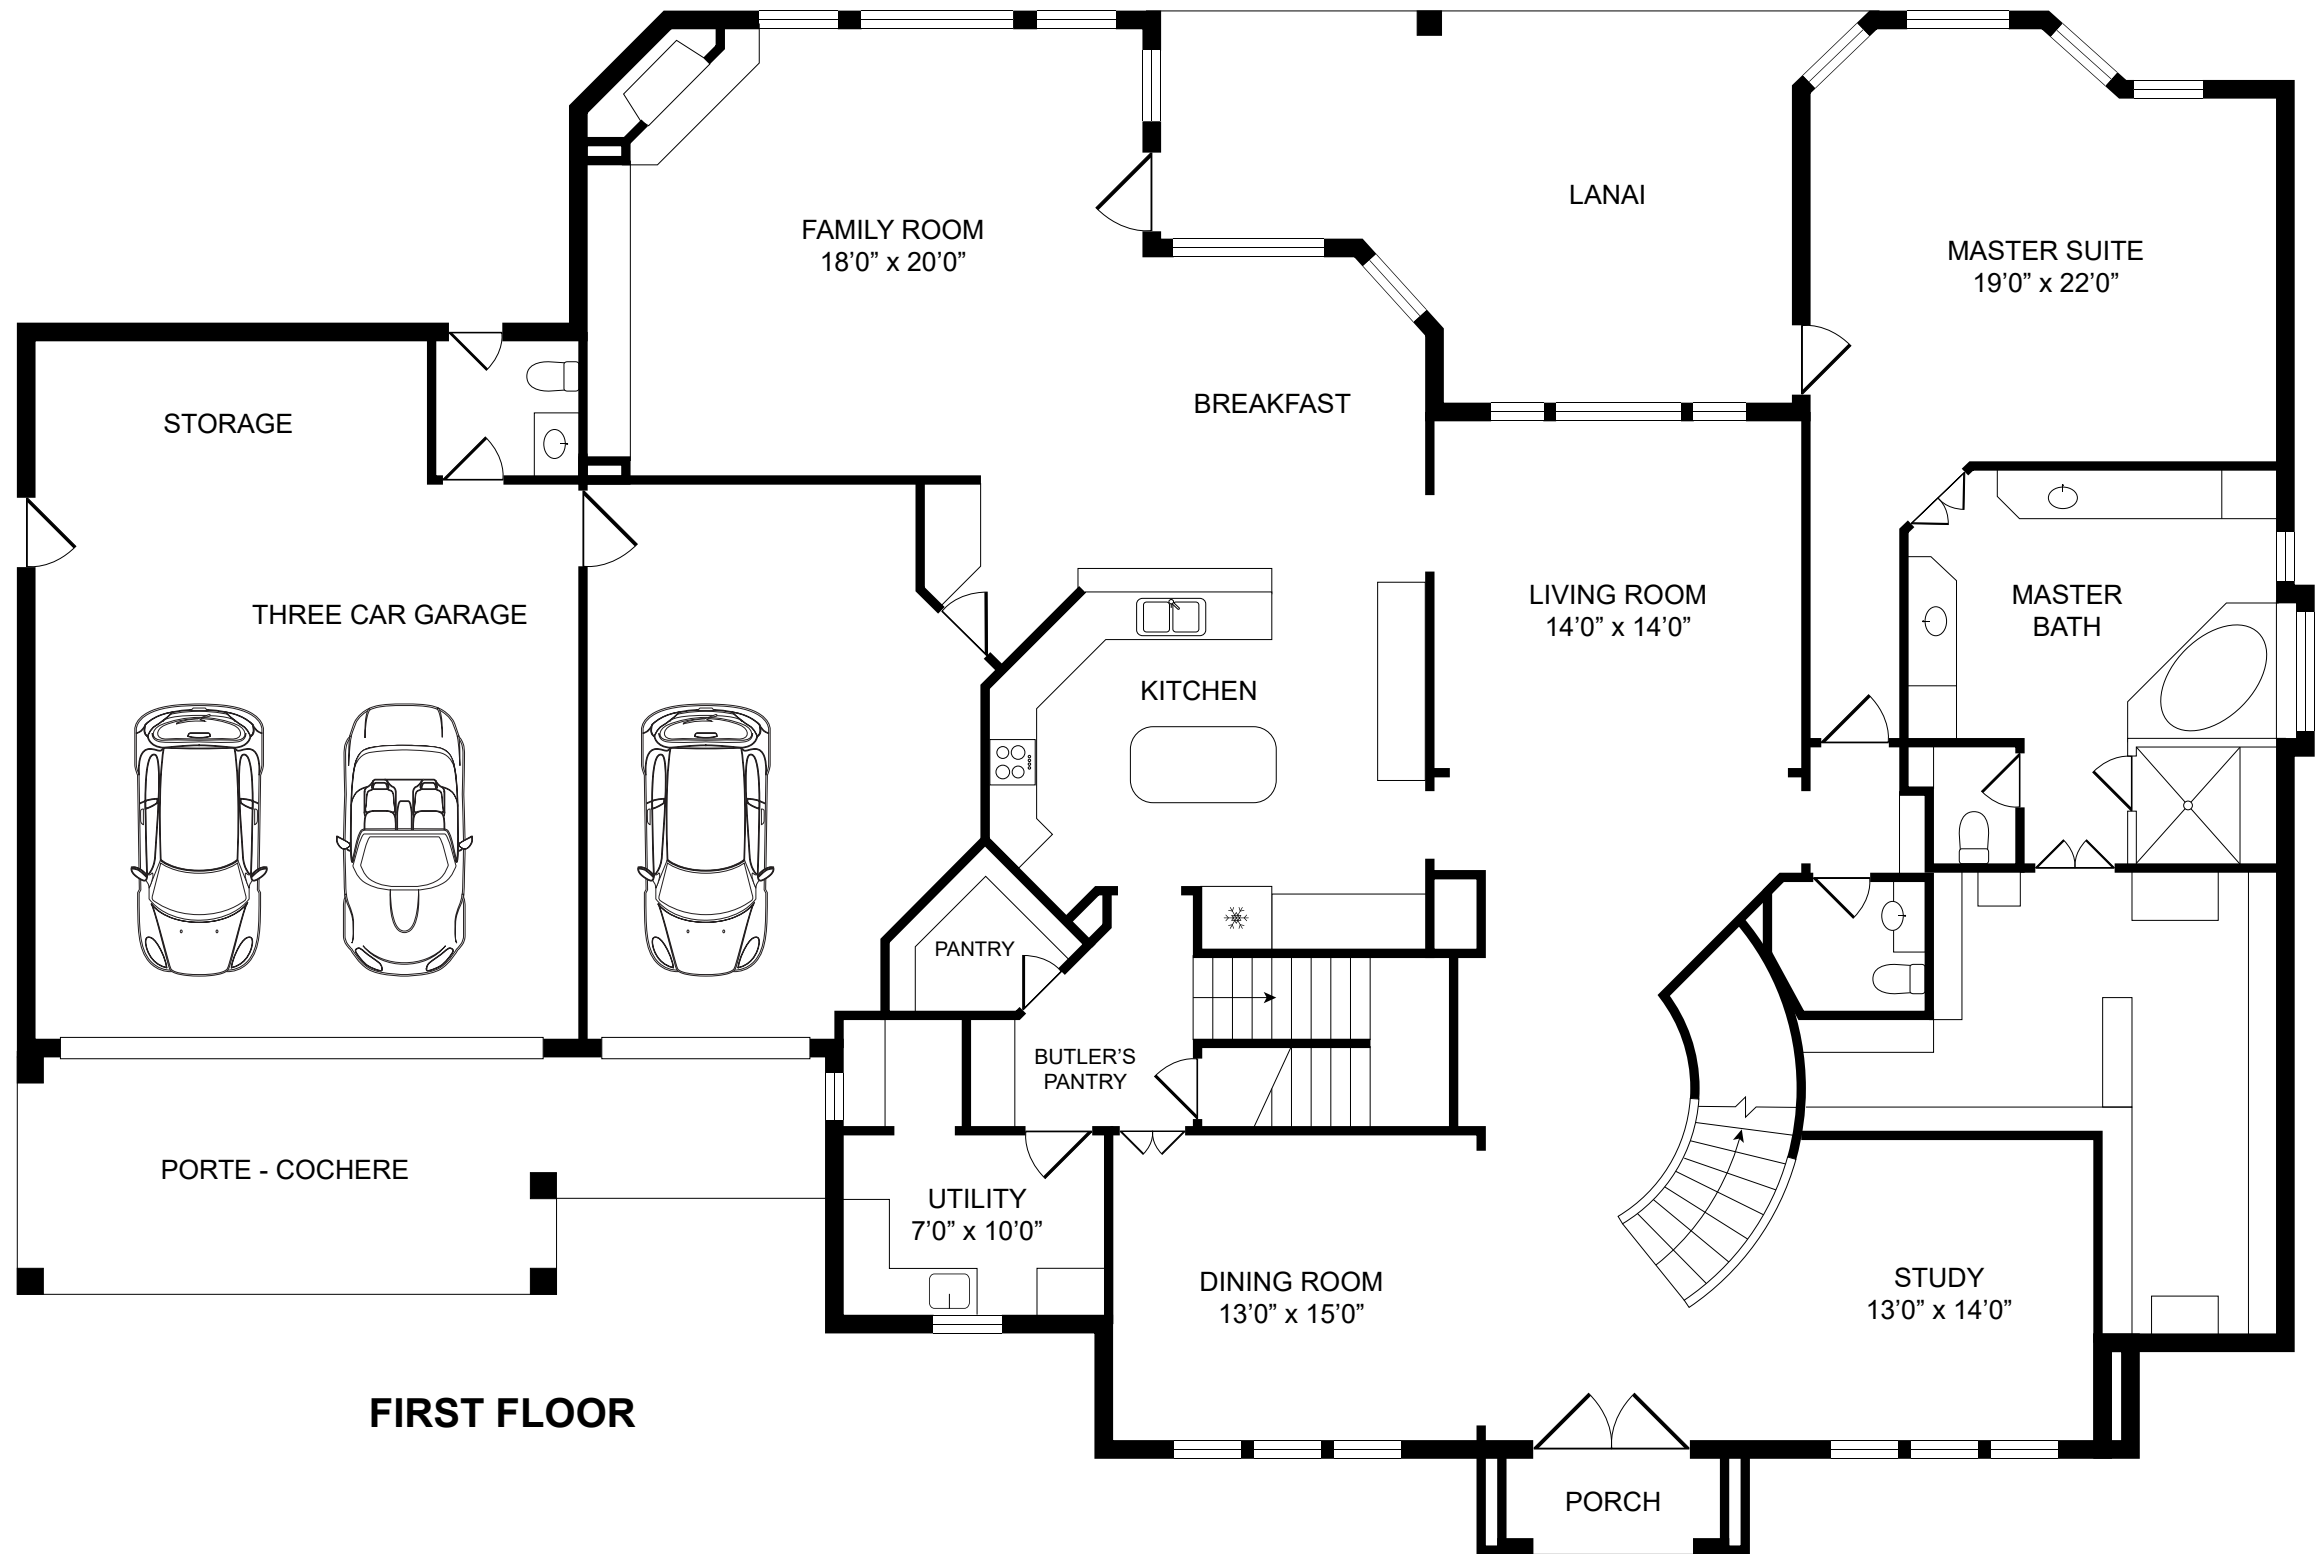 LANAI
FAMILY ROOM
18’0” x 20’0”
MASTER SUITE
19’0” x 22’0”
BREAKFAST
STORAGE
THREE CAR GARAGE
LIVING ROOM
14’0” x 14’0”
MASTER
BATH
KITCHEN
PANTRY
BUTLER’S
PANTRY
PORTE - COCHERE
UTILITY
7’0” x 10’0”
DINING ROOM
13’0” x 15’0”
STUDY
13’0” x 14’0”
FIRST FLOOR
PORCH